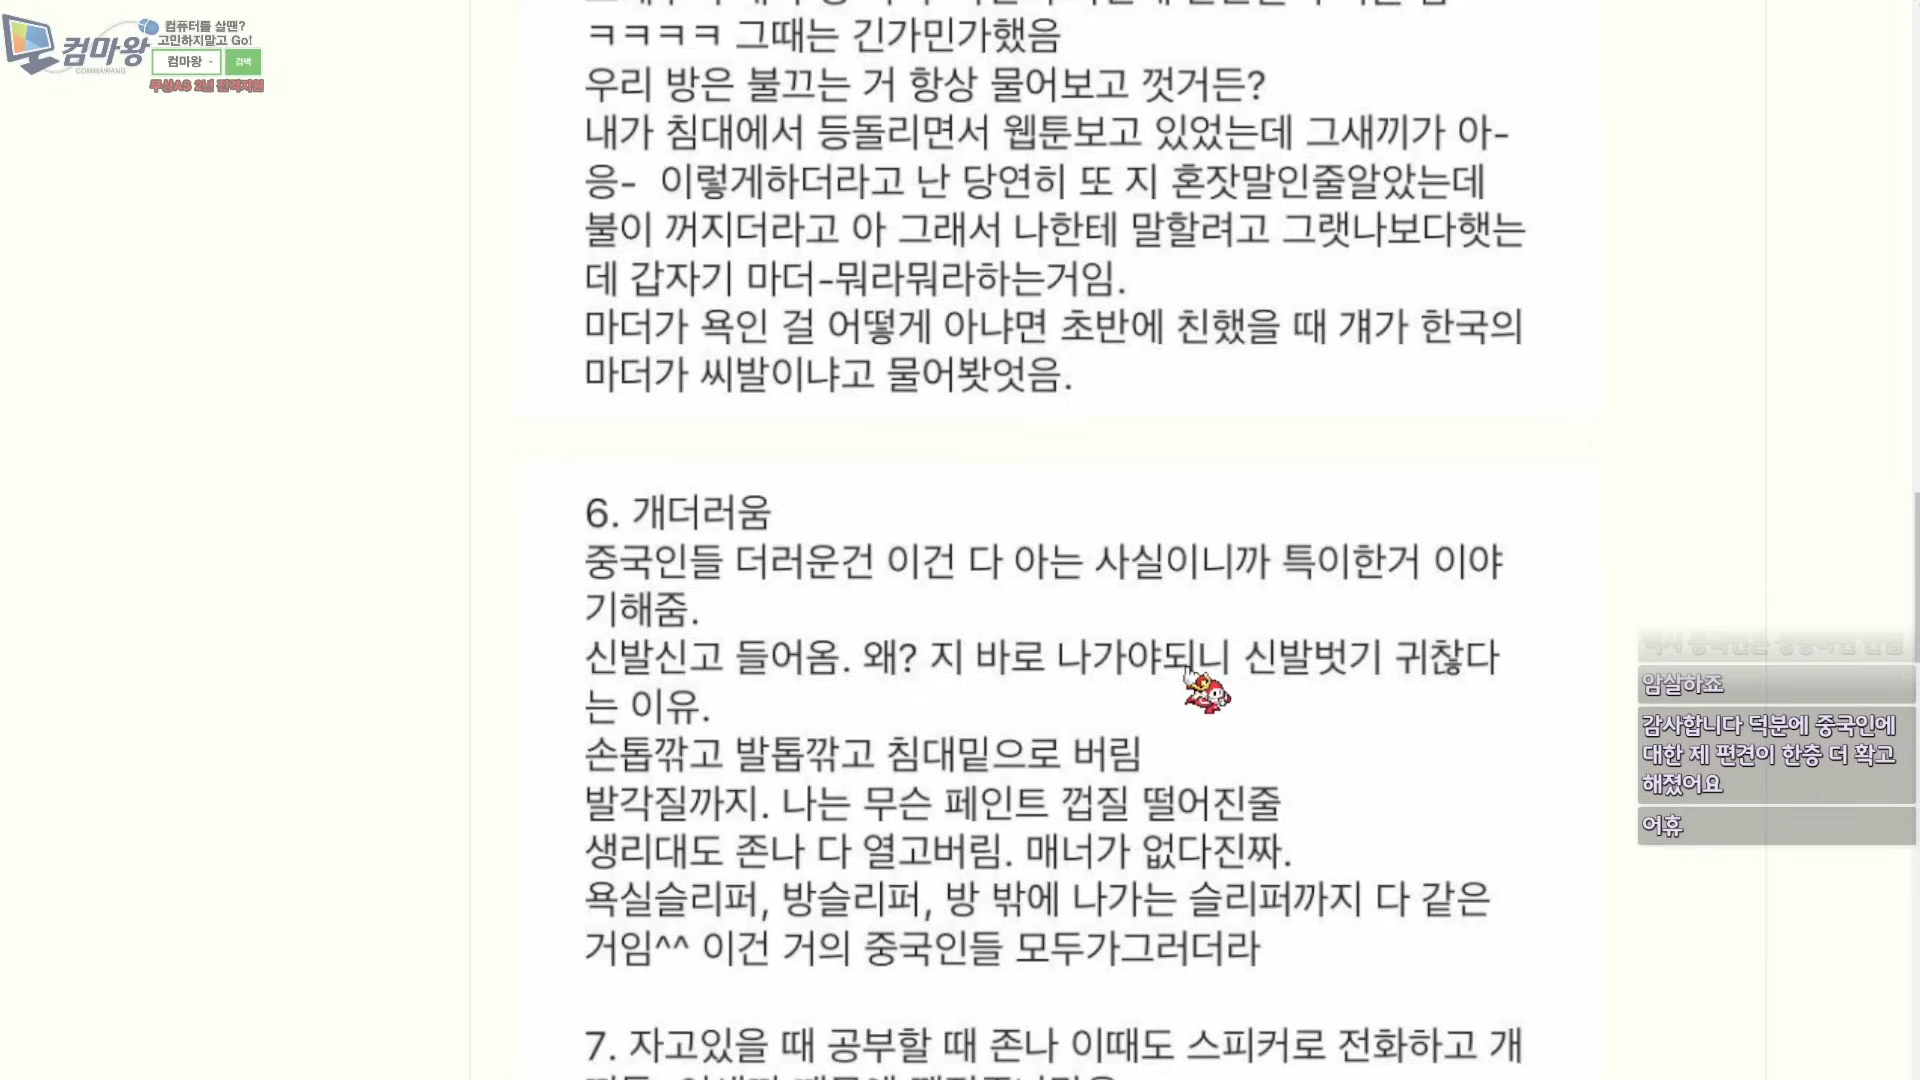 컴퓨터를 살땐?
고민하지말고 Go!
컴마왕
COMMAWANG
컴마왕
검색
무상AS 2년 전액지원
ㅋㅋㅋㅋ 그때는 긴가민가했음
우리 방은 불끄는 거 항상 물어보고 껏거든?
내가 침대에서 등돌리면서 웹툰보고 있었는데 그새끼가 아-
응-  이렇게하더라고 난 당연히 또 지 혼잣말인줄알았는데
불이 꺼지더라고 아 그래서 나한테 말할려고 그랫나보다햇는
데 갑자기 마더-뭐라뭐라하는거임.
마더가 욕인 걸 어떻게 아냐면 초반에 친했을 때 걔가 한국의
마더가 씨발이냐고 물어봣엇음.
6. 개더러움
중국인들 더러운건 이건 다 아는 사실이니까 특이한거 이야
기해줌.
신발신고 들어옴. 왜? 지 바로 나가야되니 신발벗기 귀찮다
는 이유.
손톱깎고 발톱깎고 침대밑으로 버림
발각질까지. 나는 무슨 페인트 껍질 떨어진줄
생리대도 존나 다 열고버림. 매너가 없다진짜.
욕실슬리퍼, 방슬리퍼, 방 밖에 나가는 슬리퍼까지 다 같은
거임^^ 이건 거의 중국인들 모두가그러더라
7. 자고있을 때 공부할 때 존나 이때도 스피커로 전화하고 개
암살하죠
감사합니다 덕분에 중국인에
대한 제 편견이 한층 더 확고
해졌어요
어휴